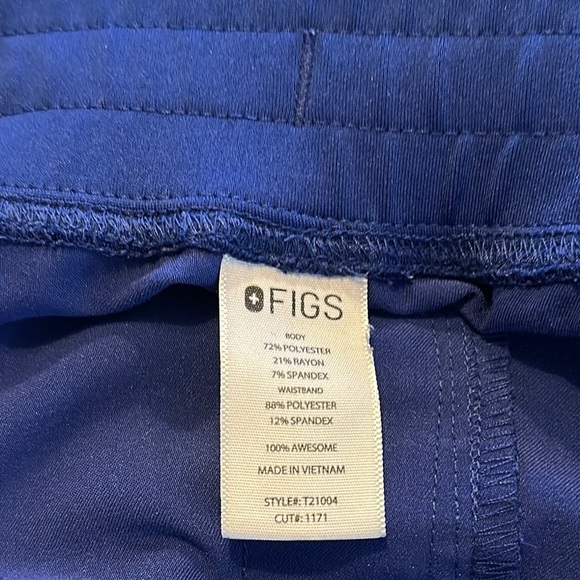 FIGS
BODY
72% POLYESTER
21% RAYON
7% SPANDEX
WAISTBAND
88% POLYESTER
12% SPANDEX
100% AWESOME
MADE IN VIETNAM
STYLE#: T21004
CUT#: 1171